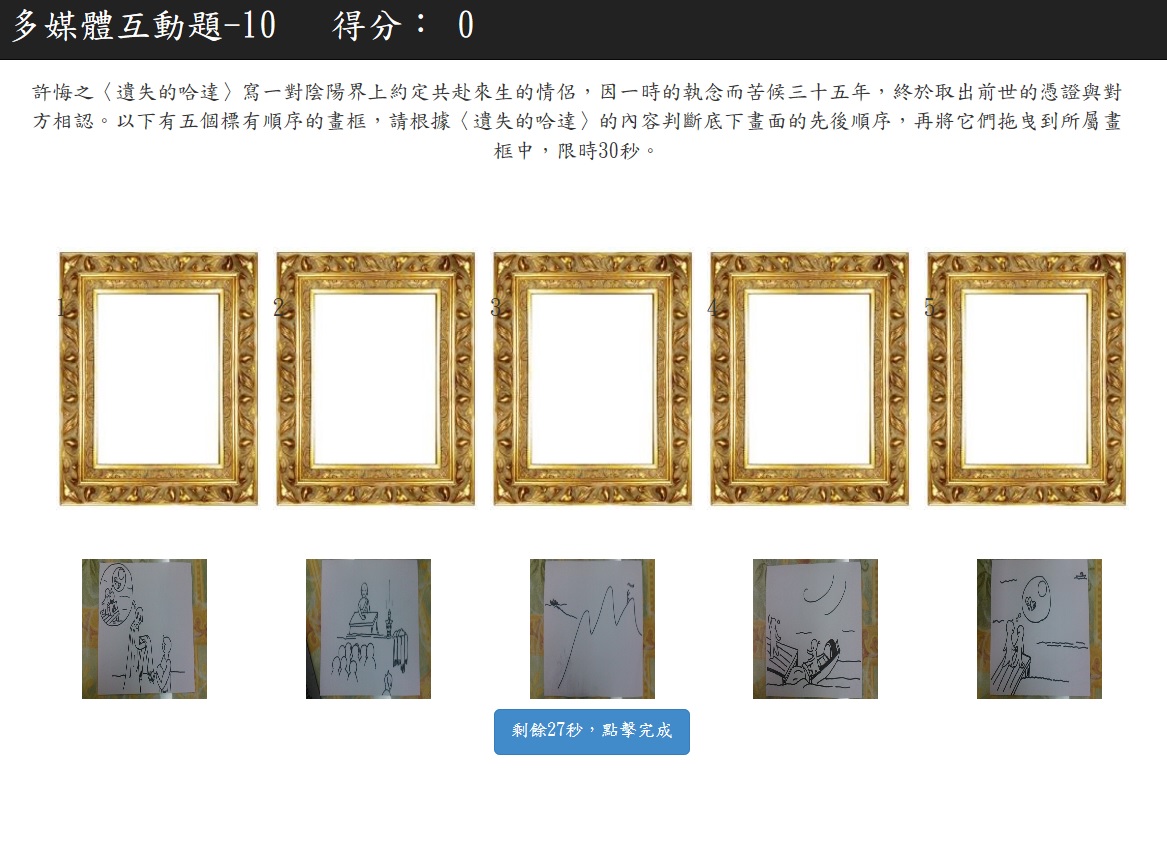 多媒體互動題-10 得分： 0
許悔之〈遺失的哈達〉寫一對陰陽界上約定共赴來生的情侶，因一時的執念而苦候三十五年，終於取出前世的憑證與對
方相認。以下有五個標有順序的畫框，請根據〈遺失的哈達〉的內容判斷底下畫面的先後順序，再將它們拖曳到所屬畫
框中，限時30秒。
1 2 3 4 5
剩餘27秒，點擊完成